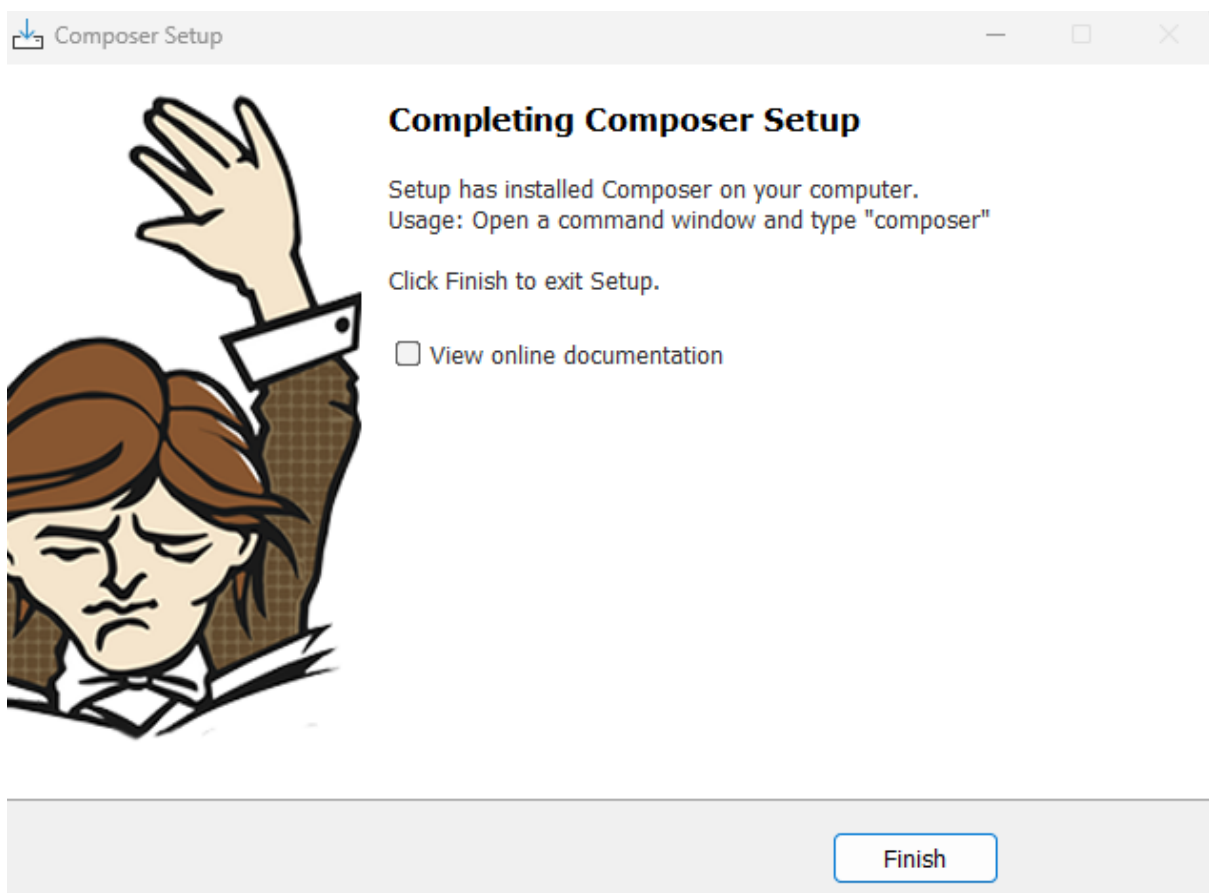 Composer Setup
Completing Composer Setup
Setup has installed Composer on your computer.
Usage: Open a command window and type "composer"
Click Finish to exit Setup.
View online documentation
Finish